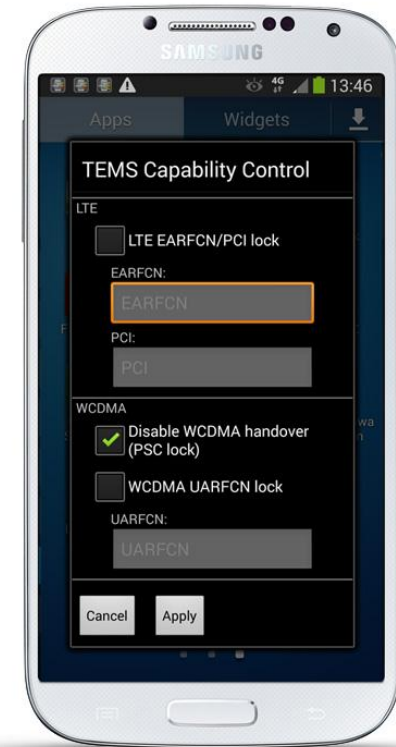 SAMSUNG
4G 13:46
Apps Widgets
TEMS Capability Control
LTE
LTE EARFCN/PCI lock
EARFCN:
EARFCN
PCI:
PCI
WCDMA
Disable WCDMA handover
(PSC lock)
WCDMA UARFCN lock
UARFCN:
UARFCN
Cancel Apply